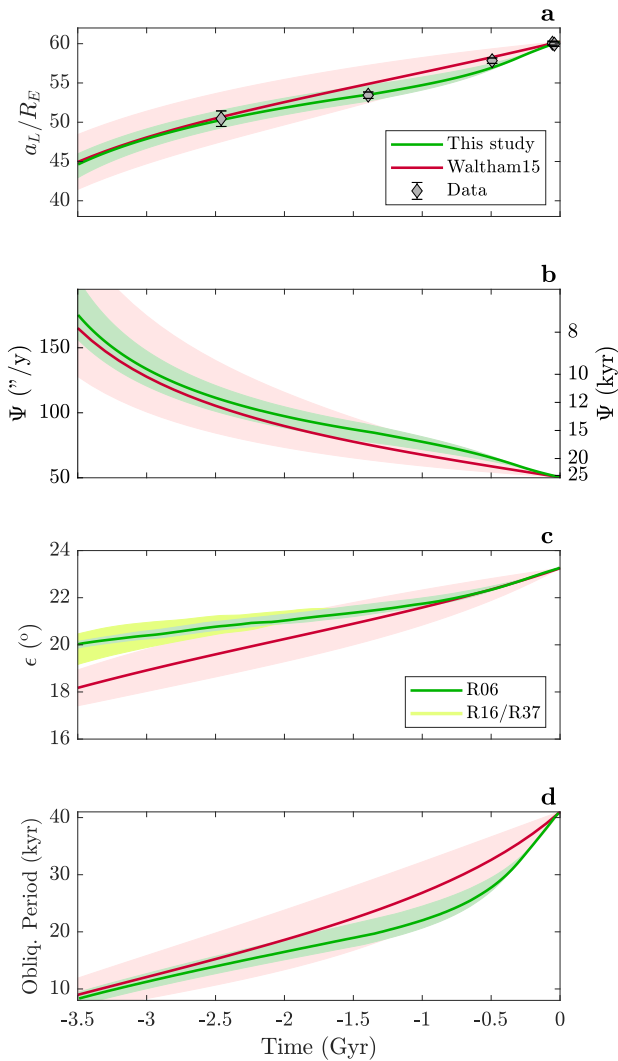 a
60
55
50
45
40
a_L/R_E
This study
Waltham15
Data
b
150
100
50
Ψ (″/y)
8
10
12
15
20
25
Ψ (kyr)
c
24
22
20
18
16
ϵ (°)
R06
R16/R37
d
40
30
20
10
Obliq. Period (kyr)
-3.5 -3 -2.5 -2 -1.5 -1 -0.5 0
Time (Gyr)